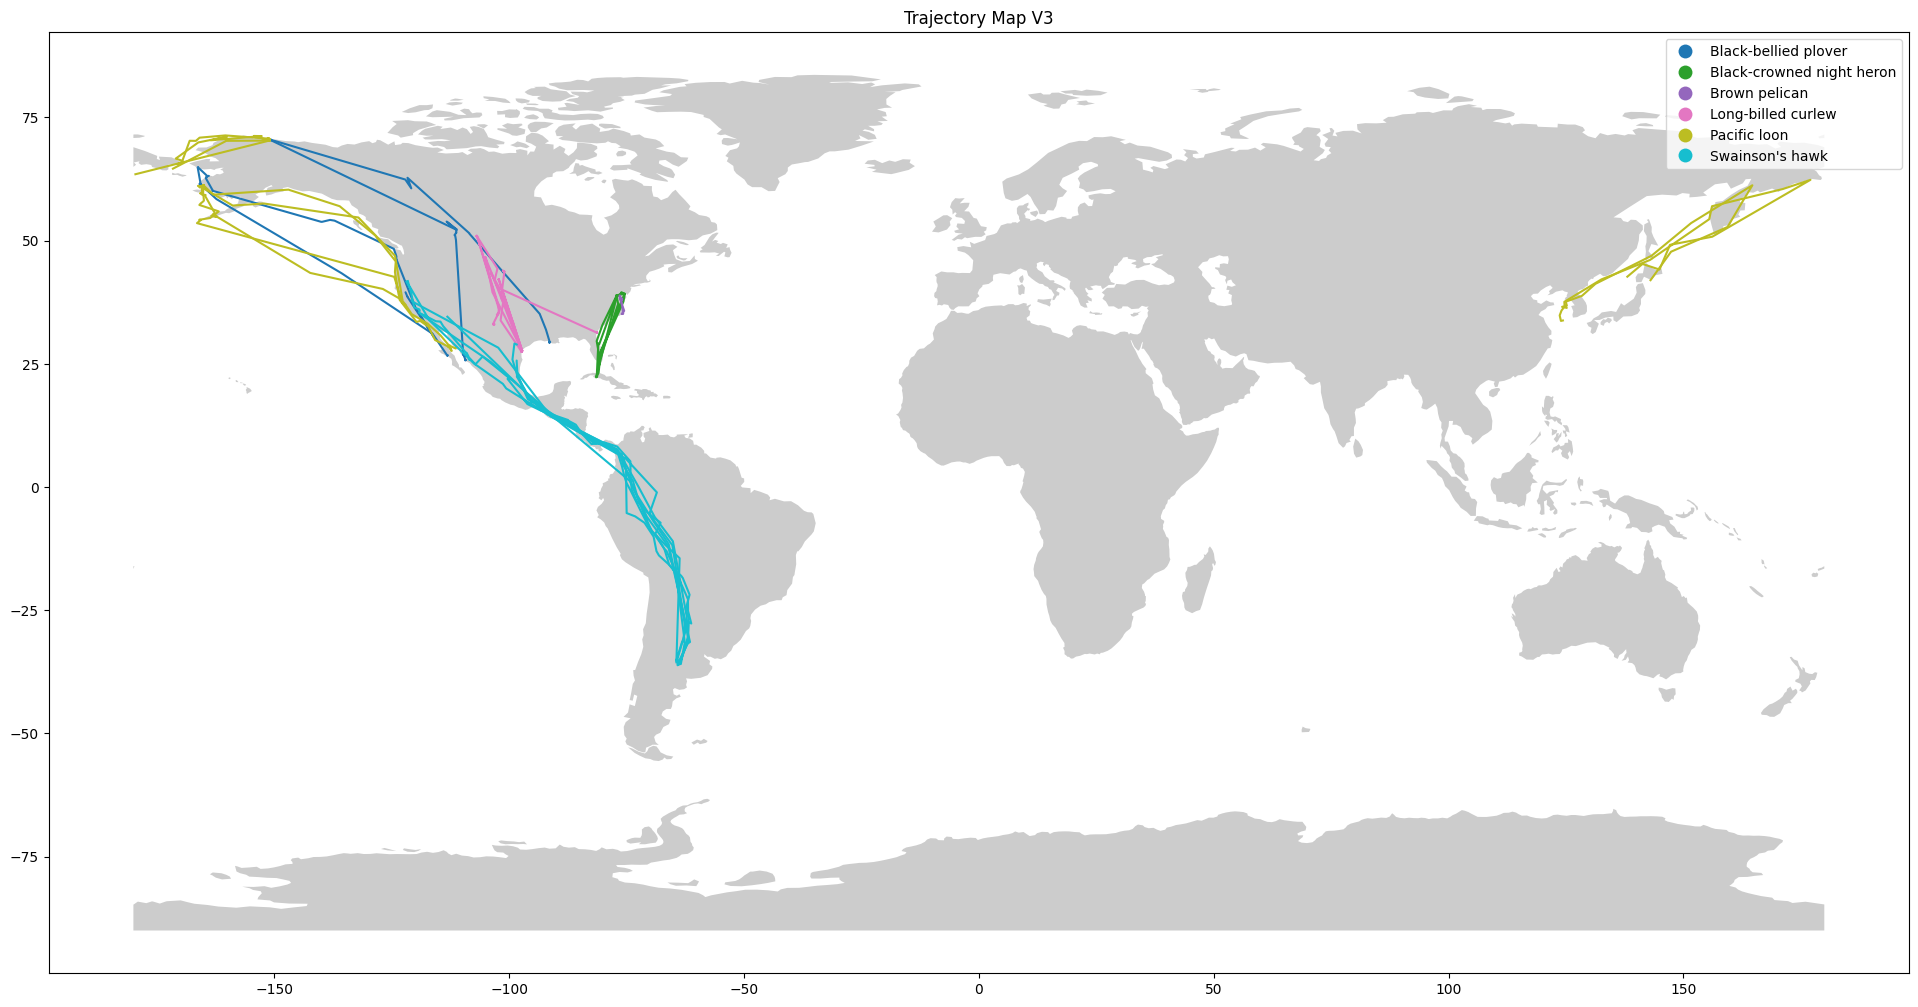 Trajectory Map V3
Black-bellied plover
Black-crowned night heron
Brown pelican
Long-billed curlew
Pacific loon
Swainson's hawk
75
50
25
0
−25
−50
−75
−150
−100
−50
0
50
100
150